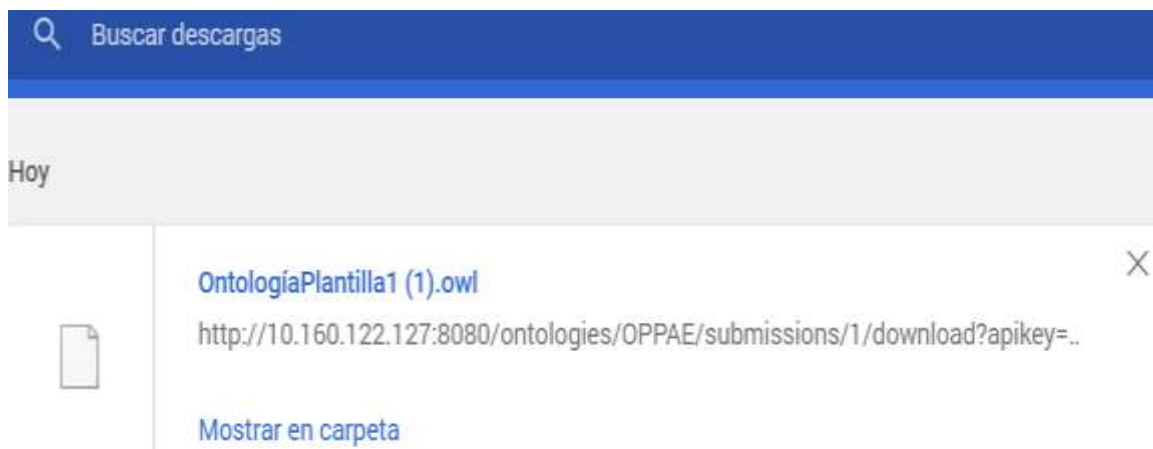 Buscar descargas
Hoy
OntologíaPlantilla1 (1).owl
http://10.160.122.127:8080/ontologies/OPPAE/submissions/1/download?apikey=..
Mostrar en carpeta